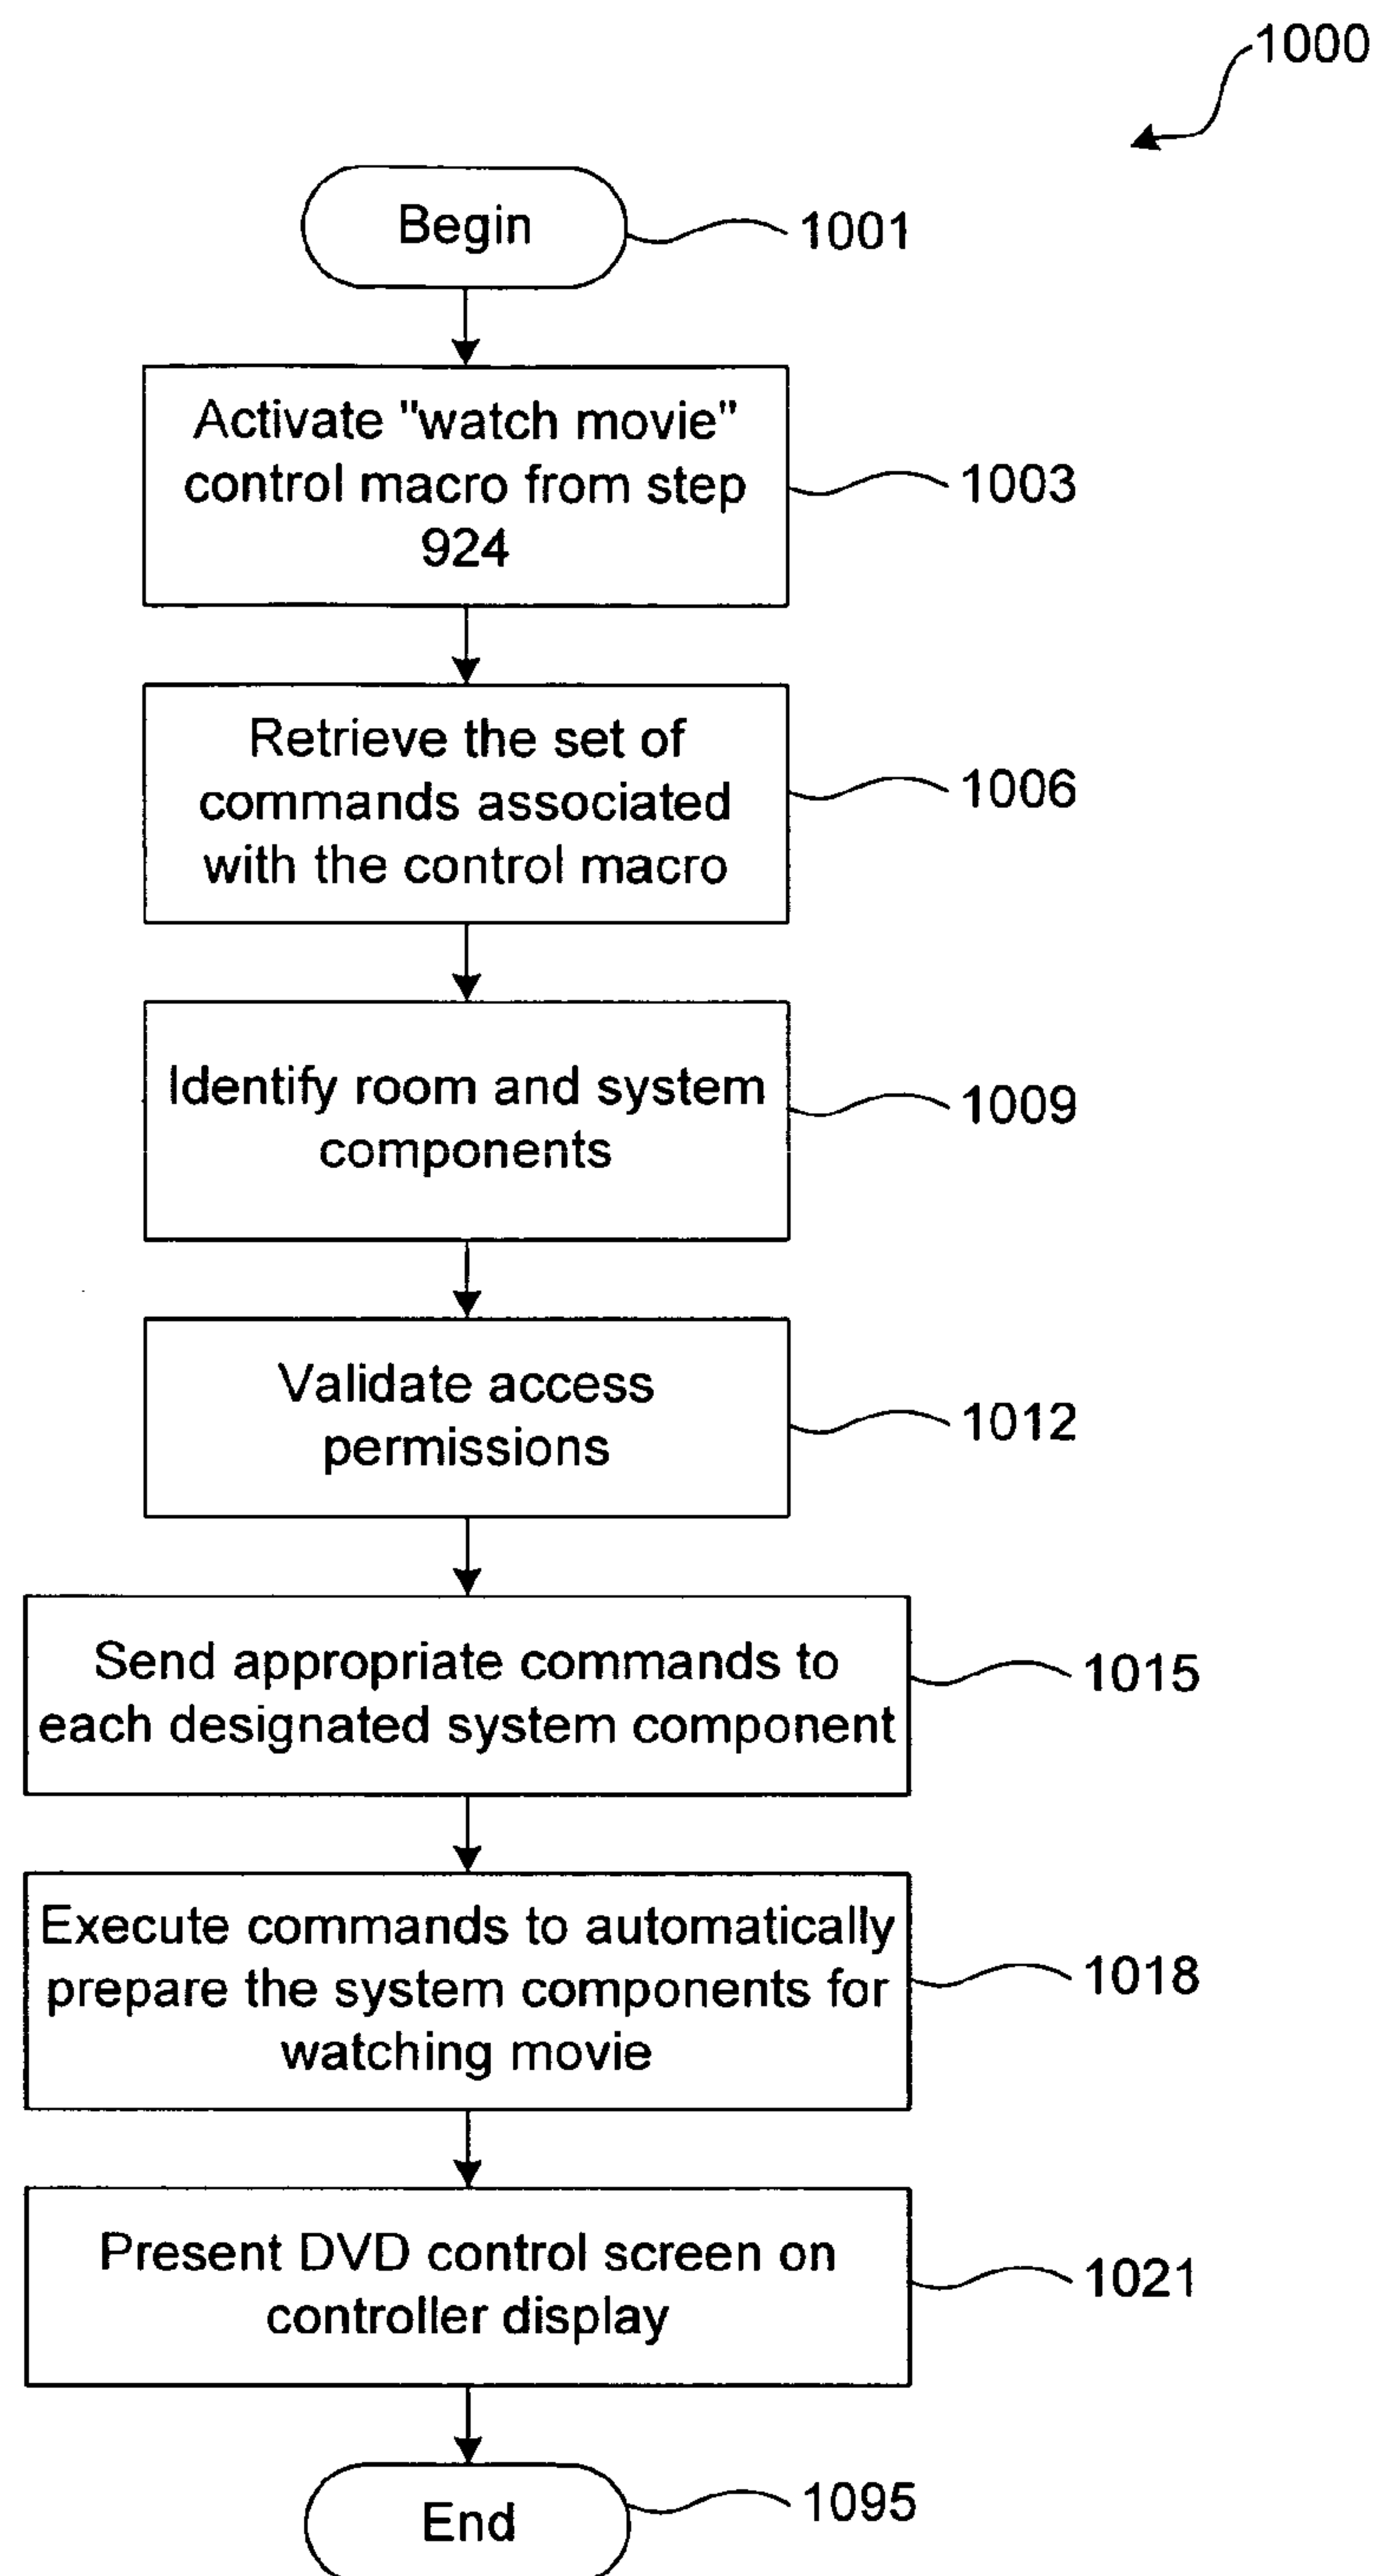 1000
Begin
1001
Activate "watch movie"
control macro from step
924
1003
Retrieve the set of
commands associated
with the control macro
1006
Identify room and system
components
1009
Validate access
permissions
1012
Send appropriate commands to
each designated system component
1015
Execute commands to automatically
prepare the system components for
watching movie
1018
Present DVD control screen on
controller display
1021
End
1095